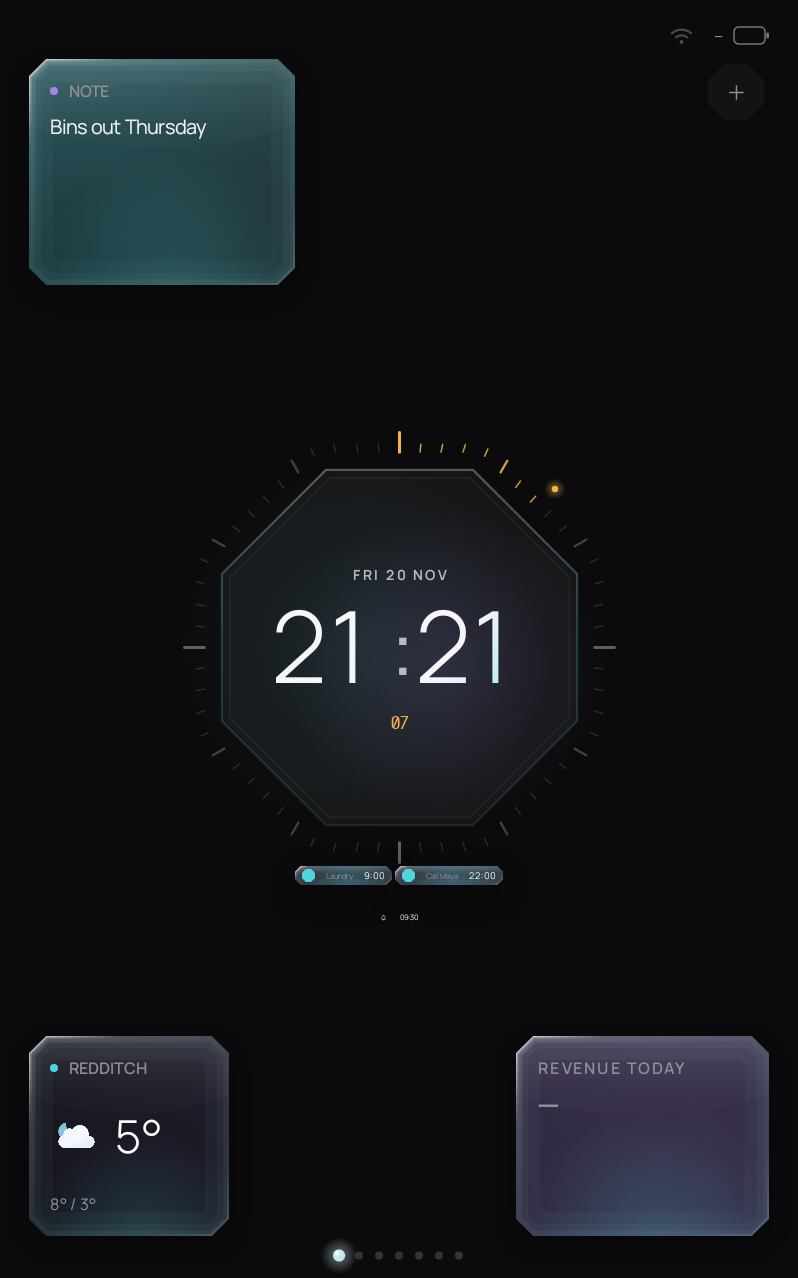 –
NOTE
Bins out Thursday
+
FRI 20 NOV
21 :21
07
Laundry 9:00
Call Maya 22:00
09 30
REDDITCH
5°
8° / 3°
REVENUE TODAY
—